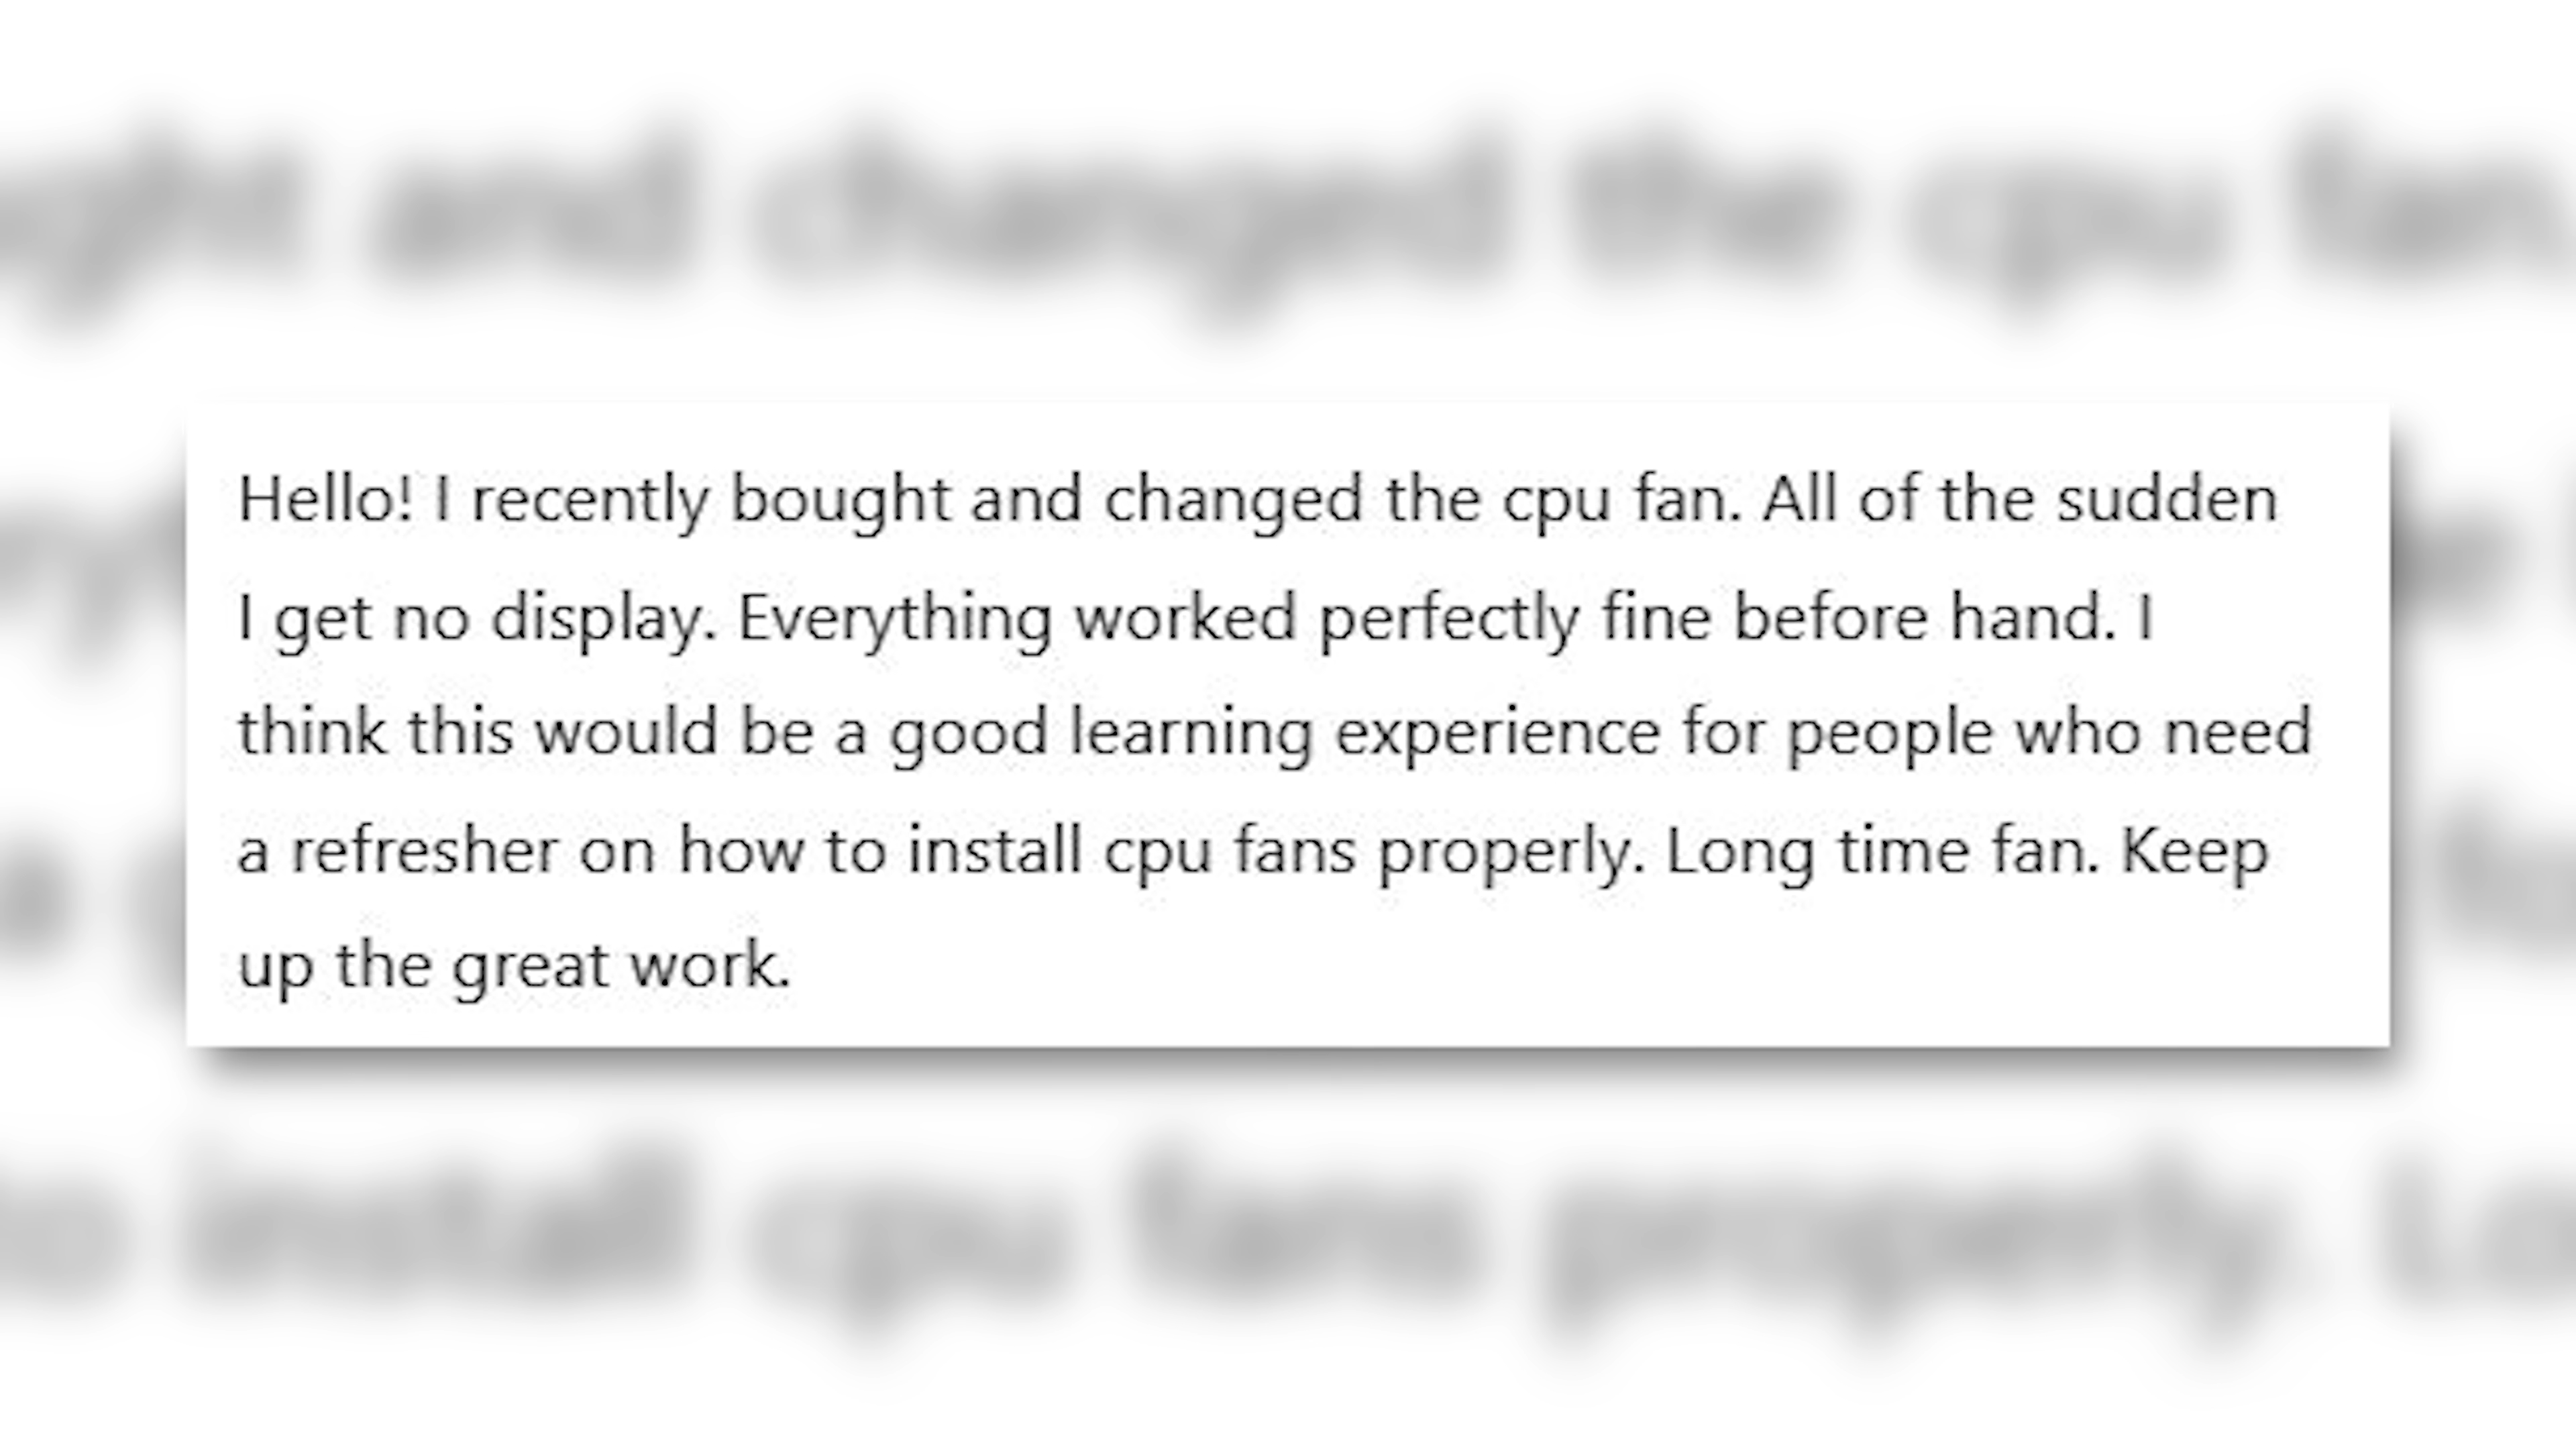 Hello! I recently bought and changed the cpu fan. All of the sudden
I get no display. Everything worked perfectly fine before hand. I
think this would be a good learning experience for people who need
a refresher on how to install cpu fans properly. Long time fan. Keep
up the great work.